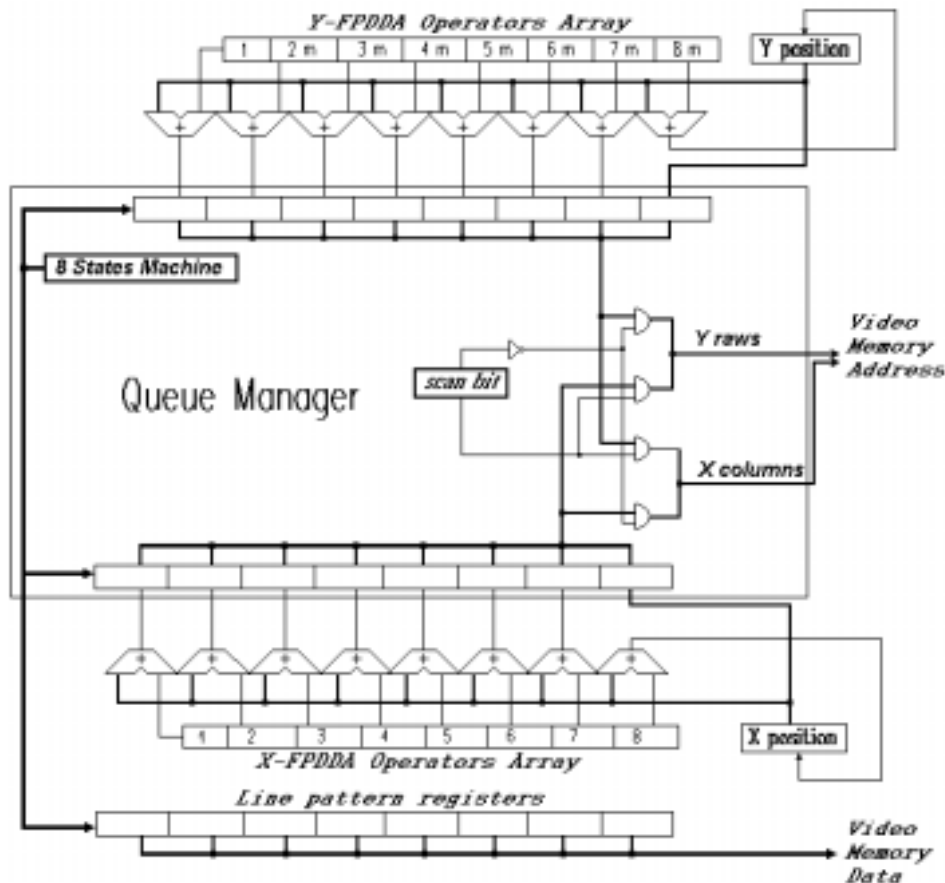 Y-FPDDA Operators Array
1 2 m 3 m 4 m 5 m 6 m 7 m 8 m
Y position
8 States Machine
Queue Manager
scan bit
Y raws
X columns
Video
Memory
Address
+ + + + + + + +
+ + + + + + + +
1 2 3 4 5 6 7 8
X-FPDDA Operators Array
X position
Line pattern registers
Video
Memory
Data